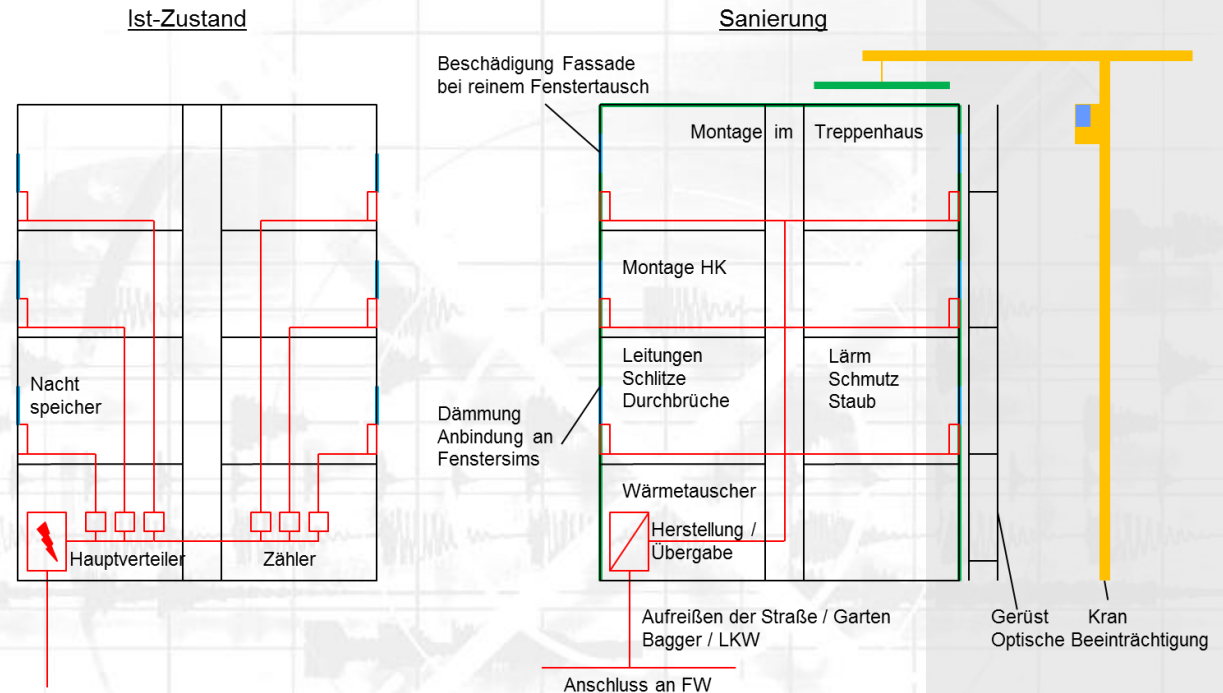 Ist-Zustand
Nacht
speicher
Hauptverteiler
Zähler
Sanierung
Beschädigung Fassade
bei reinem Fenstertausch
Montage im Treppenhaus
Montage HK
Leitungen
Schlitze
Durchbrüche
Lärm
Schmutz
Staub
Dämmung
Anbindung an
Fenstersims
Wärmetauscher
Herstellung /
Übergabe
Aufreißen der Straße / Garten
Bagger / LKW
Anschluss an FW
Gerüst
Kran
Optische Beeinträchtigung